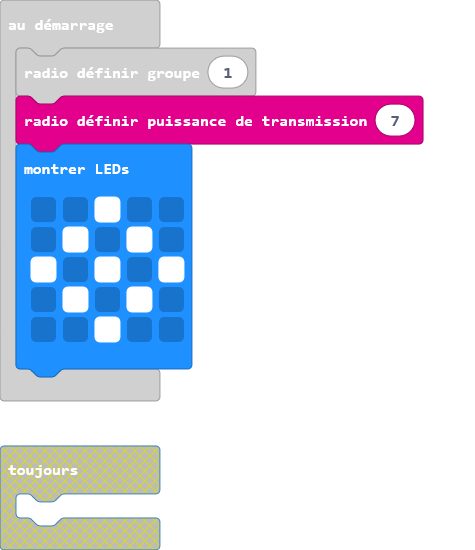 au démarrage
radio définir groupe 1
radio définir puissance de transmission 7
montrer LEDs
toujours